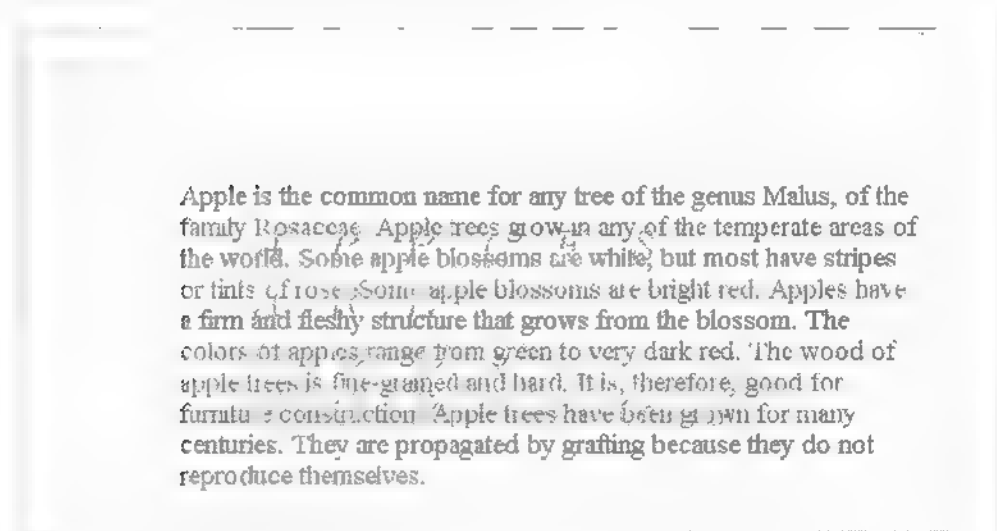 Apple is the common name for any tree of the genus Malus, of the
family Rosaceae. Apple trees grow in any of the temperate areas of
the world. Some apple blossoms are white, but most have stripes
or tints of rose. Some apple blossoms are bright red. Apples have
a firm and fleshy structure that grows from the blossom. The
colors of apples range from green to very dark red. The wood of
apple trees is fine-grained and hard. It is, therefore, good for
furniture construction. Apple trees have been grown for many
centuries. They are propagated by grafting because they do not
reproduce themselves.